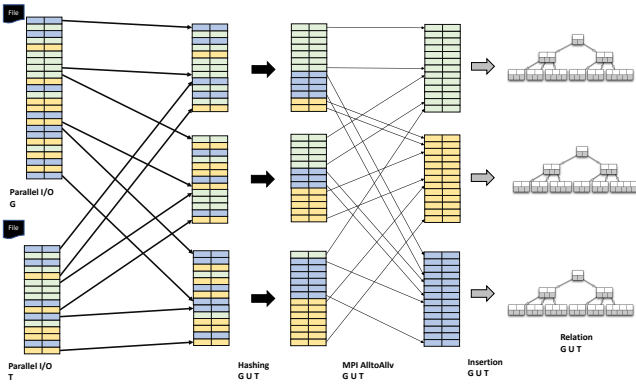 File
Parallel I/O
G
File
Parallel I/O
T
Hashing
G U T
MPI AlltoAllv
G U T
Insertion
G U T
Relation
G U T